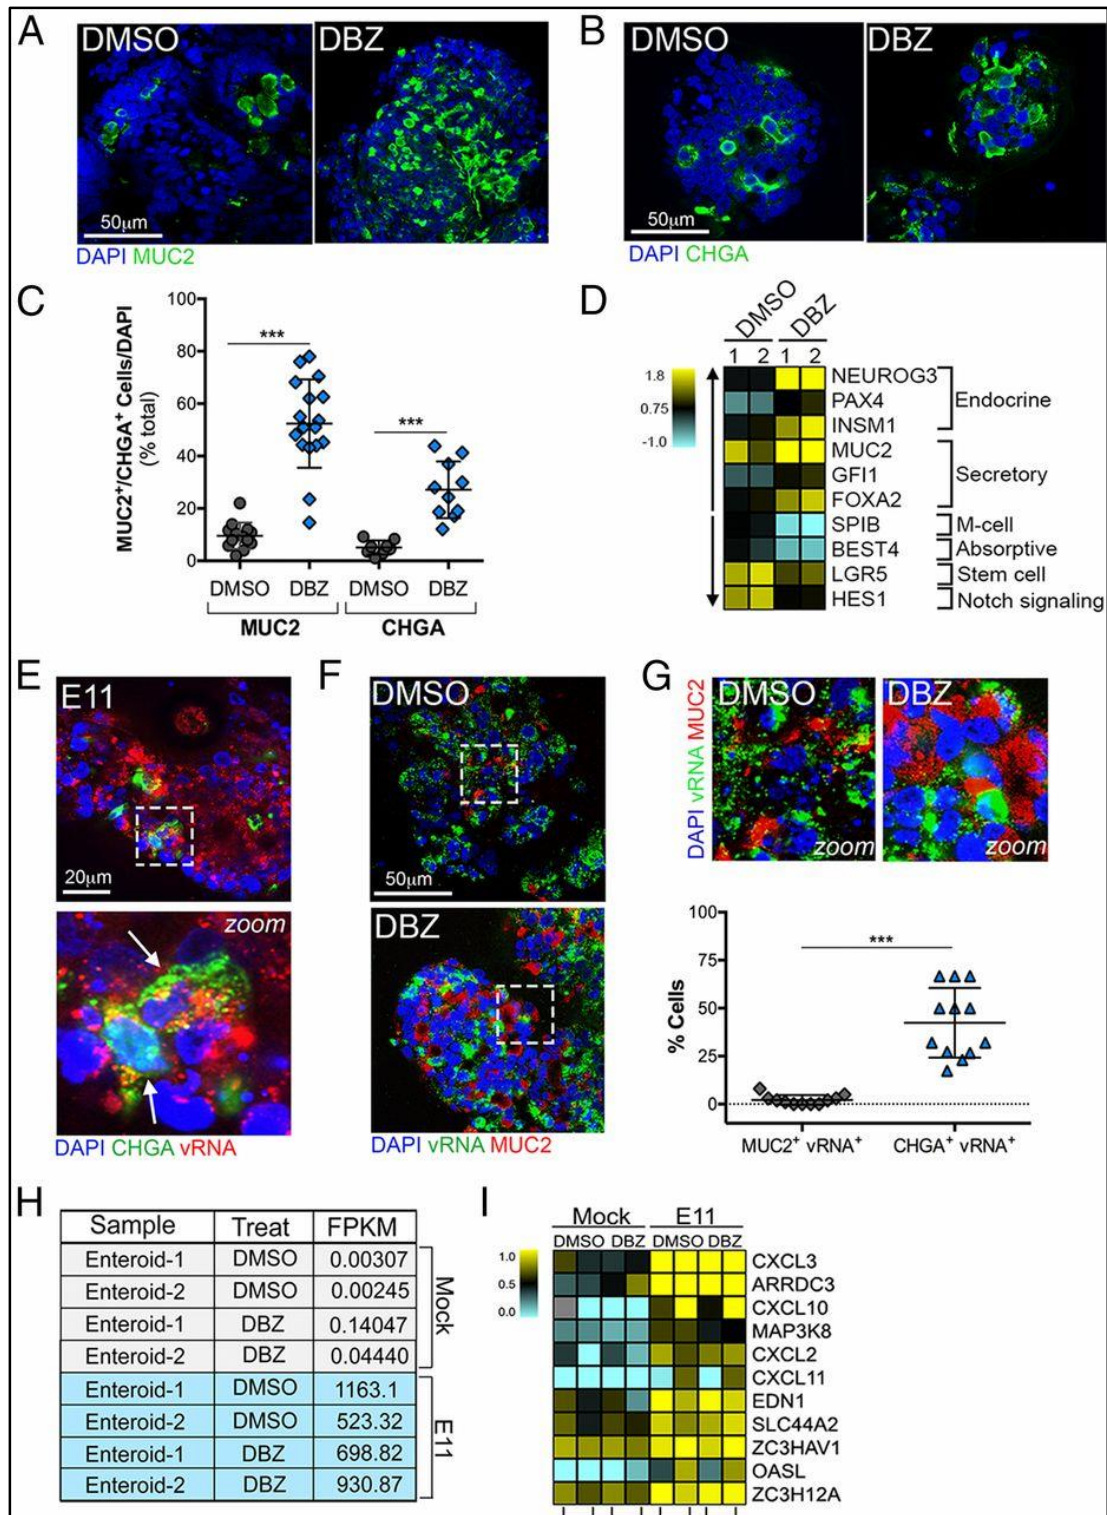 A
DMSO
DBZ
50μm
DAPI MUC2
B
DMSO
DBZ
50μm
DAPI CHGA
C
MUC2+/CHGA+ Cells/DAPI
(% total)
100
80
60
40
20
0
***
***
DMSO
DBZ
DMSO
DBZ
MUC2
CHGA
D
DMSO
DBZ
1 2 1 2
1.8
0.75
-1.0
NEUROG3
PAX4
INSM1
MUC2
GFI1
FOXA2
SPIB
BEST4
LGR5
HES1
Endocrine
Secretory
M-cell
Absorptive
Stem cell
Notch signaling
E
E11
20μm
zoom
DAPI CHGA vRNA
F
DMSO
50μm
DBZ
DAPI vRNA MUC2
G
DAPI vRNA MUC2
DMSO
zoom
DBZ
zoom
% Cells
100
75
50
25
0
***
MUC2+ vRNA+
CHGA+ vRNA+
H
Sample Treat FPKM
Enteroid-1 DMSO 0.00307
Enteroid-2 DMSO 0.00245
Enteroid-1 DBZ 0.14047
Enteroid-2 DBZ 0.04440
Enteroid-1 DMSO 1163.1
Enteroid-2 DMSO 523.32
Enteroid-1 DBZ 698.82
Enteroid-2 DBZ 930.87
Mock
E11
I
Mock E11
DMSO DBZ DMSO DBZ
1.0
0.5
0.0
CXCL3
ARRDC3
CXCL10
MAP3K8
CXCL2
CXCL11
EDN1
SLC44A2
ZC3HAV1
OASL
ZC3H12A